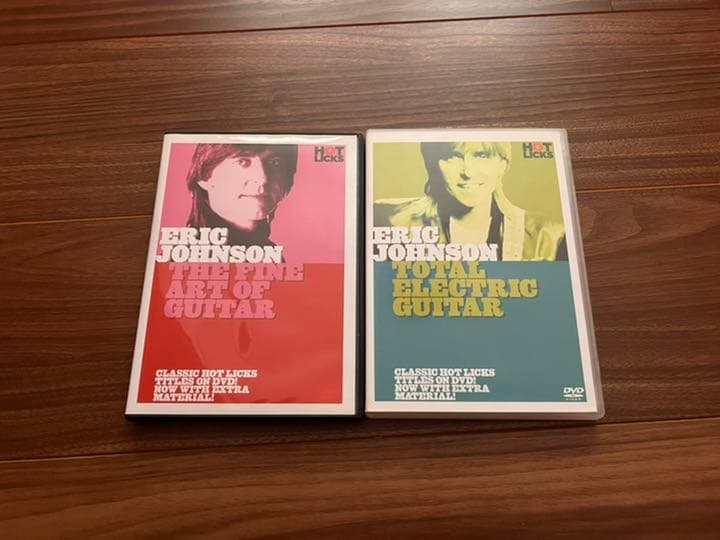 HOT
LICKS
ERIC
JOHNSON
THE FINE
ART OF
GUITAR
CLASSIC HOT LICKS
TITLES ON DVD!
NOW WITH EXTRA
MATERIAL!
HOT
LICKS
ERIC
JOHNSON
TOTAL
ELECTRIC
GUITAR
CLASSIC HOT LICKS
TITLES ON DVD!
NOW WITH EXTRA
MATERIAL!
DVD
VIDEO